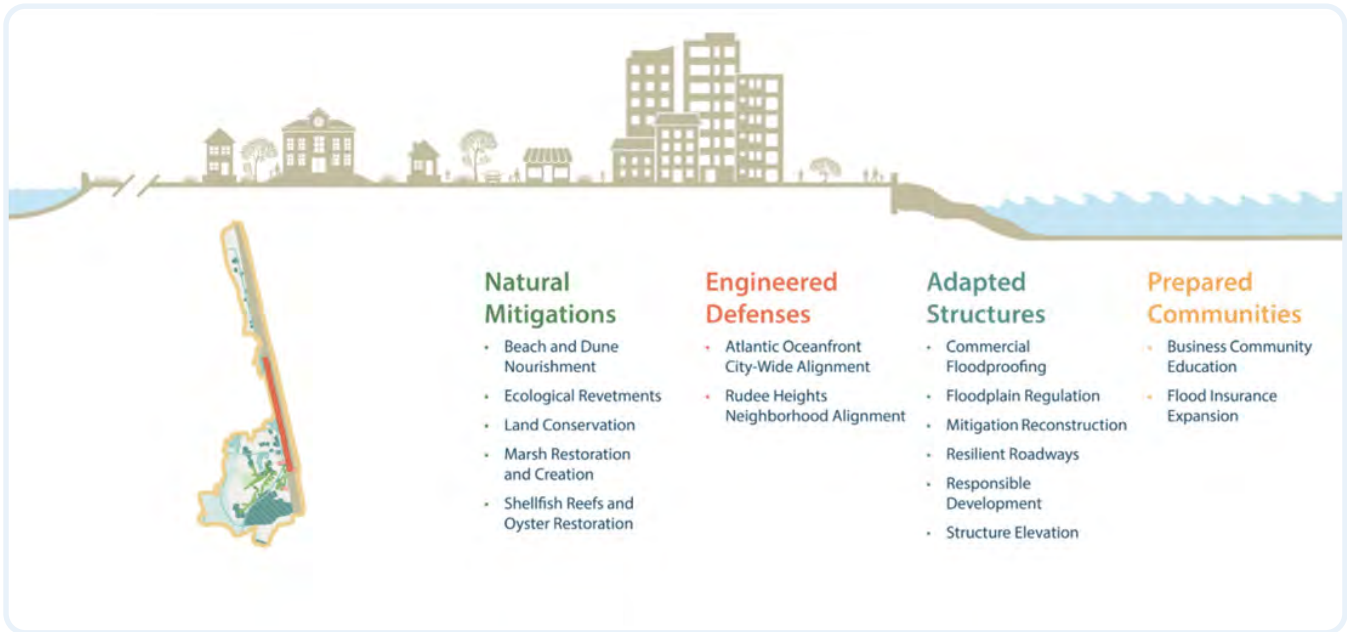 Natural
Mitigations
• Beach and Dune
Nourishment
• Ecological Revetments
• Land Conservation
• Marsh Restoration
and Creation
• Shellfish Reefs and
Oyster Restoration
Engineered
Defenses
• Atlantic Oceanfront
City-Wide Alignment
• Rudee Heights
Neighborhood Alignment
Adapted
Structures
• Commercial
Floodproofing
• Floodplain Regulation
• Mitigation Reconstruction
• Resilient Roadways
• Responsible
Development
• Structure Elevation
Prepared
Communities
• Business Community
Education
• Flood Insurance
Expansion